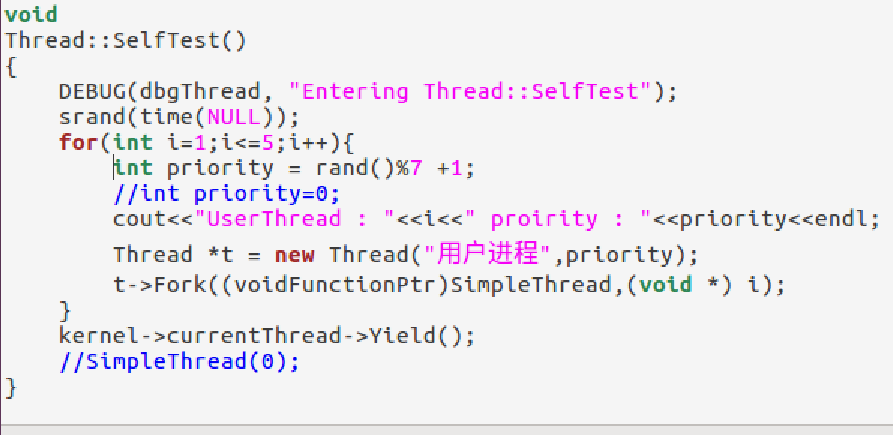 void
Thread::SelfTest()
{
    DEBUG(dbgThread, "Entering Thread::SelfTest");
    srand(time(NULL));
    for(int i=1;i<=5;i++){
        int priority = rand()%7 +1;
        //int priority=0;
        cout<<"UserThread : "<<i<<" proirity : "<<priority<<endl;
        Thread *t = new Thread("用户进程",priority);
        t->Fork((voidFunctionPtr)SimpleThread,(void *) i);
    }
    kernel->currentThread->Yield();
    //SimpleThread(0);
}